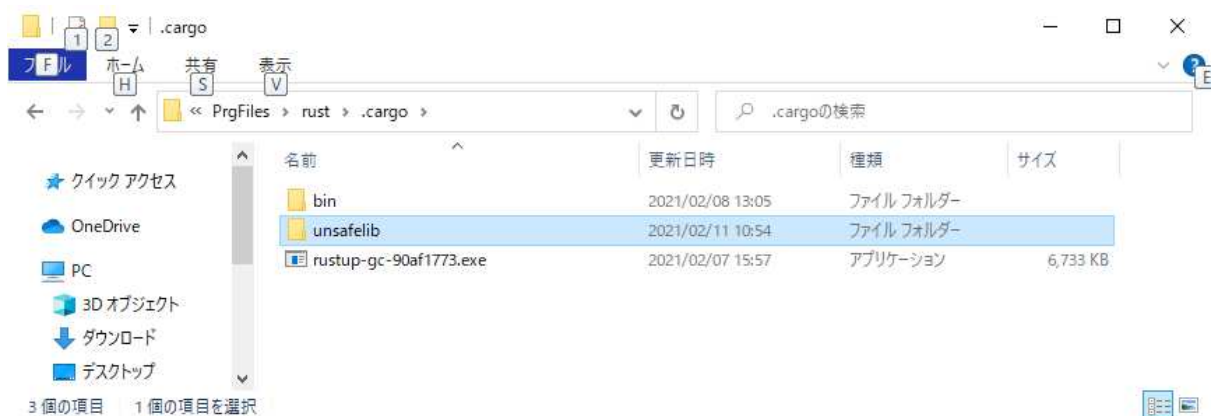 .cargo
1 2
ファイル ホーム 共有 表示
F H S V E
« PrgFiles › rust › .cargo ›
.cargoの検索
名前 更新日時 種類 サイズ
クイック アクセス
OneDrive
PC
3D オブジェクト
ダウンロード
デスクトップ
bin 2021/02/08 13:05 ファイル フォルダー
unsafelib 2021/02/11 10:54 ファイル フォルダー
rustup-gc-90af1773.exe 2021/02/07 15:57 アプリケーション 6,733 KB
3 個の項目 1 個の項目を選択